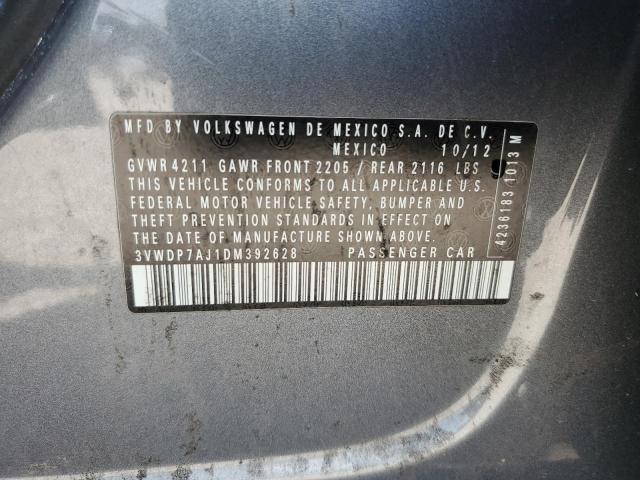 MFD BY VOLKSWAGEN DE MEXICO S.A. DE C.V.
MEXICO 10/12
GVWR 4211 GAWR FRONT 2205 / REAR 2116 LBS
THIS VEHICLE CONFORMS TO ALL APPLICABLE U.S.
FEDERAL MOTOR VEHICLE SAFETY, BUMPER AND
THEFT PREVENTION STANDARDS IN EFFECT ON
THE DATE OF MANUFACTURE SHOWN ABOVE.
3VWDP7AJ1DM392628 PASSENGER CAR
4236183 1013 M